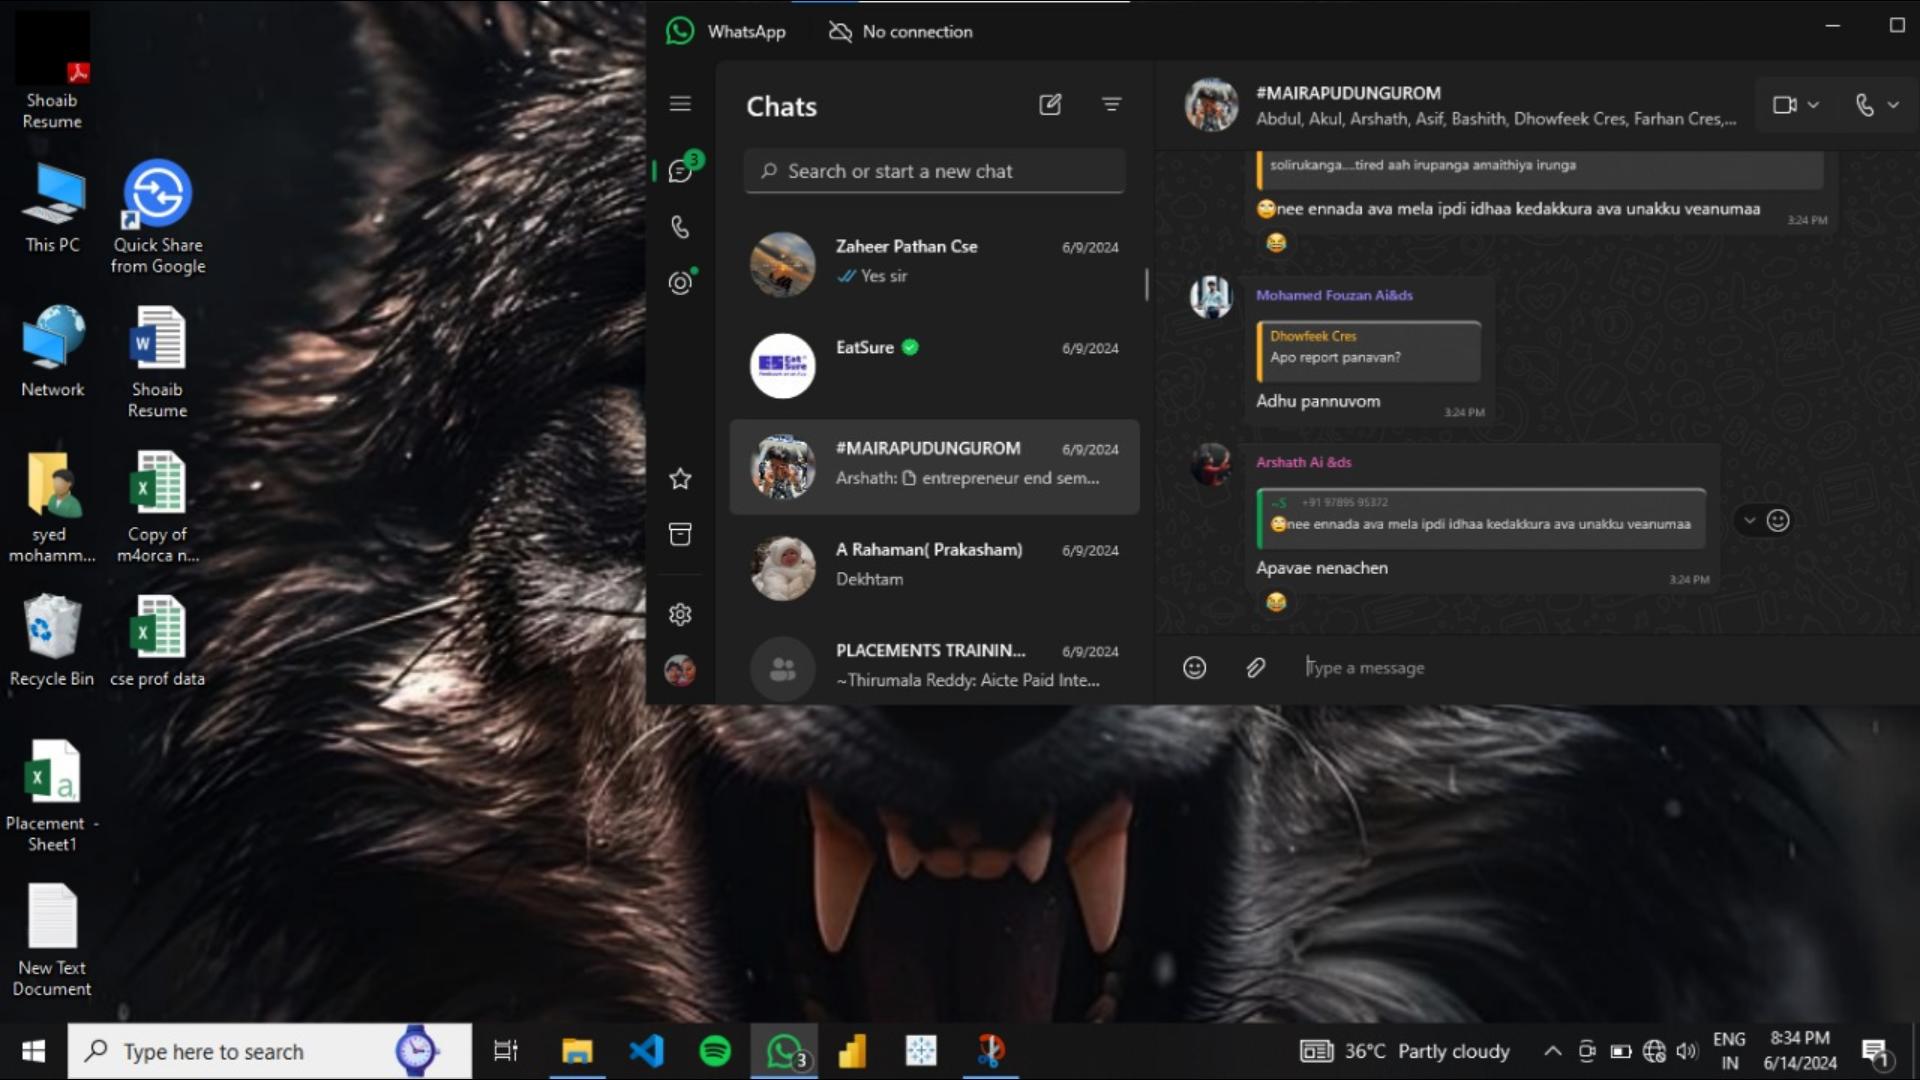 WhatsApp
No connection
Shoaib
Resume
This PC
Quick Share
from Google
Network
Shoaib
Resume
syed
mohamm...
Copy of
m4orca n...
Recycle Bin
cse prof data
Placement -
Sheet1
New Text
Document
3
Chats
Search or start a new chat
Zaheer Pathan Cse
6/9/2024
Yes sir
EatSure
6/9/2024
Eat
Sure
#MAIRAPUDUNGUROM
6/9/2024
Arshath: entrepreneur end sem...
A Rahaman( Prakasham)
6/9/2024
Dekhtam
PLACEMENTS TRAININ...
6/9/2024
~Thirumala Reddy: Aicte Paid Inte...
#MAIRAPUDUNGUROM
Abdul, Akul, Arshath, Asif, Bashith, Dhowfeek Cres, Farhan Cres,...
solirukanga....tired aah irupanga amaithiya irunga
🙄nee ennada ava mela ipdi idhaa kedakkura ava unakku veanumaa
3:24 PM
😂
Mohamed Fouzan Ai&ds
Dhowfeek Cres
Apo report panavan?
Adhu pannuvom
3:24 PM
Arshath Ai &ds
~S +91 97895 95372
🙄nee ennada ava mela ipdi idhaa kedakkura ava unakku veanumaa
Apavae nenachen
3:24 PM
😂
Type a message
Type here to search
3
36°C Partly cloudy
ENG
IN
8:34 PM
6/14/2024
1